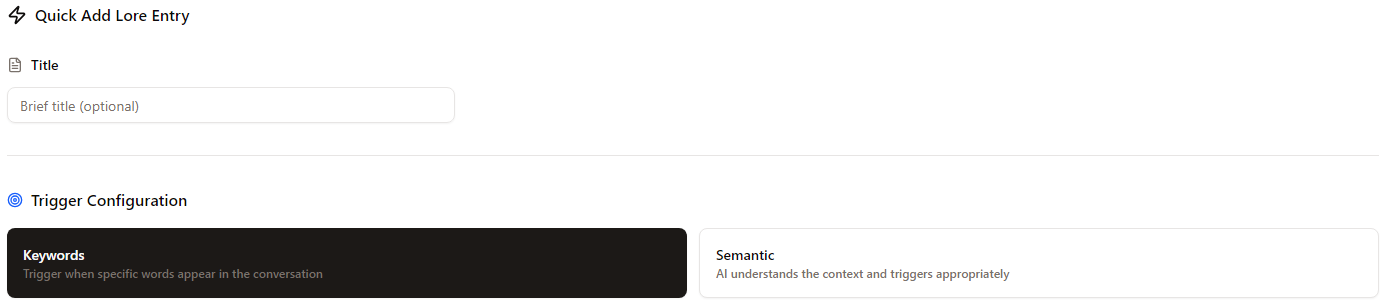 Quick Add Lore Entry
Title
Brief title (optional)
Trigger Configuration
Keywords
Trigger when specific words appear in the conversation
Semantic
AI understands the context and triggers appropriately